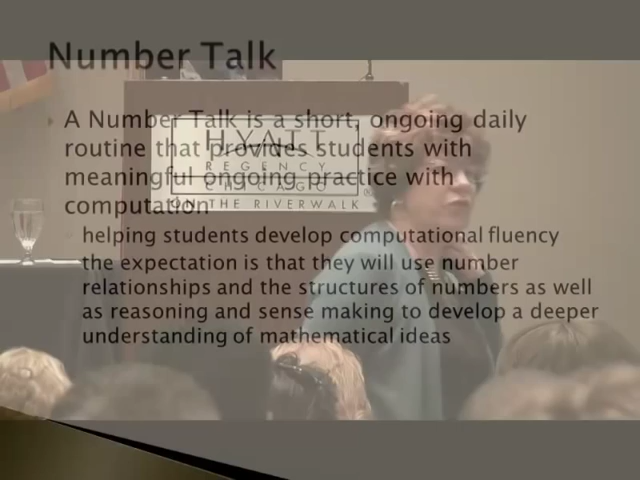 Number Talk
A Number Talk is a short, ongoing daily
routine that provides students with
meaningful ongoing practice with
computation
helping students develop computational fluency
the expectation is that they will use number
relationships and the structures of numbers as well
as reasoning and sense making to develop a deeper
understanding of mathematical ideas
HYATT
REGENCY
CHICAGO
ON THE RIVERWALK
®